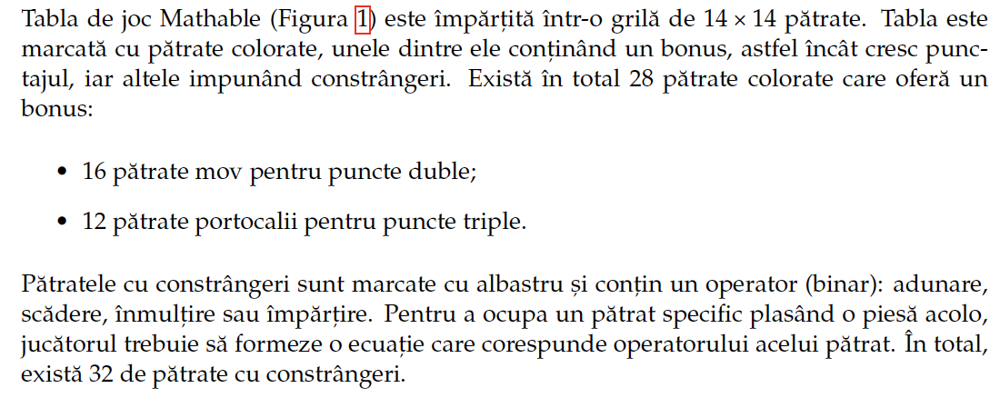 Tabla de joc Mathable (Figura 1) este împărțită într-o grilă de 14 × 14 pătrate. Tabla este
marcată cu pătrate colorate, unele dintre ele conținând un bonus, astfel încât cresc punc-
tajul, iar altele impunând constrângeri. Există în total 28 pătrate colorate care oferă un
bonus:
• 16 pătrate mov pentru puncte duble;
• 12 pătrate portocalii pentru puncte triple.
Pătratele cu constrângeri sunt marcate cu albastru și conțin un operator (binar): adunare,
scădere, înmulțire sau împărțire. Pentru a ocupa un pătrat specific plasând o piesă acolo,
jucătorul trebuie să formeze o ecuație care corespunde operatorului acelui pătrat. În total,
există 32 de pătrate cu constrângeri.